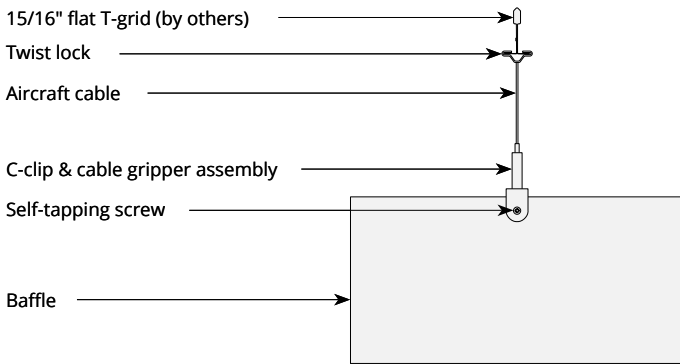 15/16" flat T-grid (by others)
Twist lock
Aircraft cable
C-clip & cable gripper assembly
Self-tapping screw
Baffle